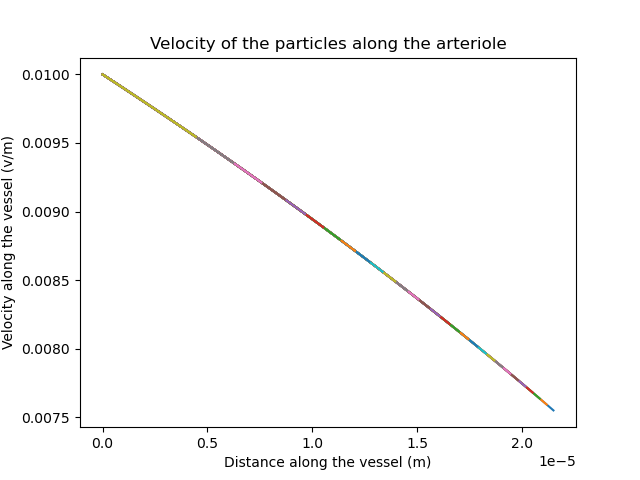 Velocity of the particles along the arteriole
0.0100
0.0095
0.0090
0.0085
0.0080
0.0075
Velocity along the vessel (v/m)
0.0 0.5 1.0 1.5 2.0
1e−5
Distance along the vessel (m)